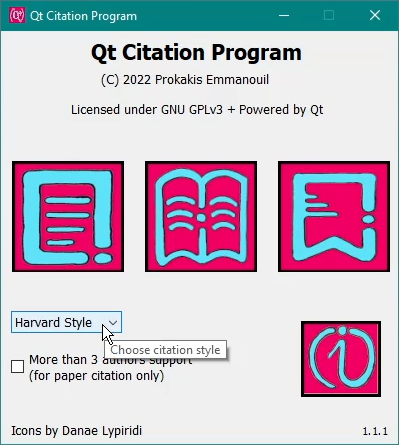 Qt Citation Program
Qt Citation Program
(C) 2022 Prokakis Emmanouil
Licensed under GNU GPLv3 + Powered by Qt
Harvard Style
Choose citation style
More than 3 authors support
(for paper citation only)
Icons by Danae Lypiridi
1.1.1